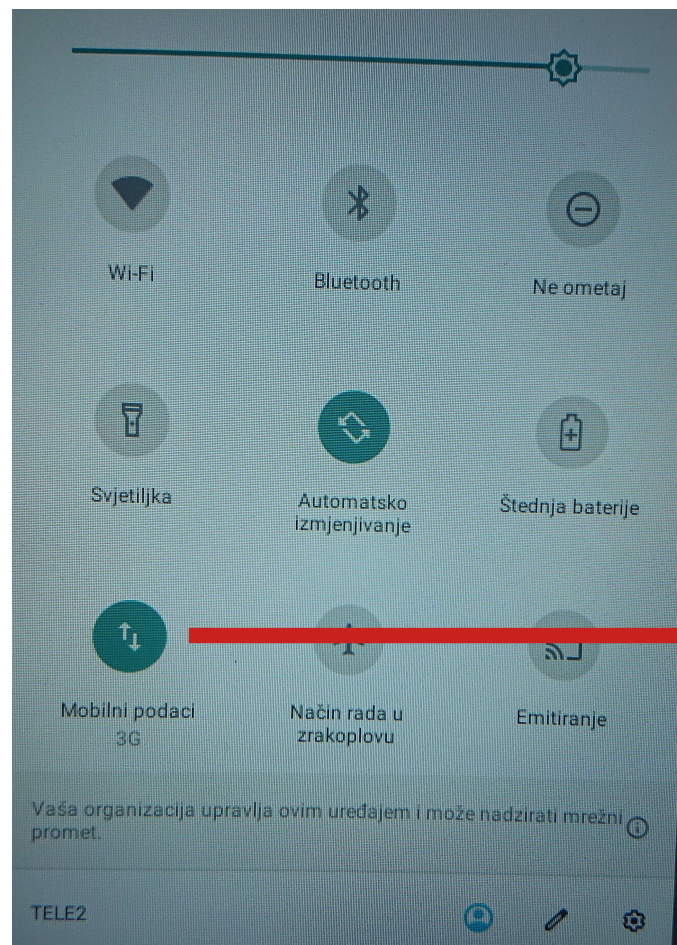 Wi-Fi
Bluetooth
Ne ometaj
Svjetiljka
Automatsko
izmjenjivanje
Štednja baterije
Mobilni podaci
3G
Način rada u
zrakoplovu
Emitiranje
Vaša organizacija upravlja ovim uređajem i može nadzirati mrežni
promet.
TELE2